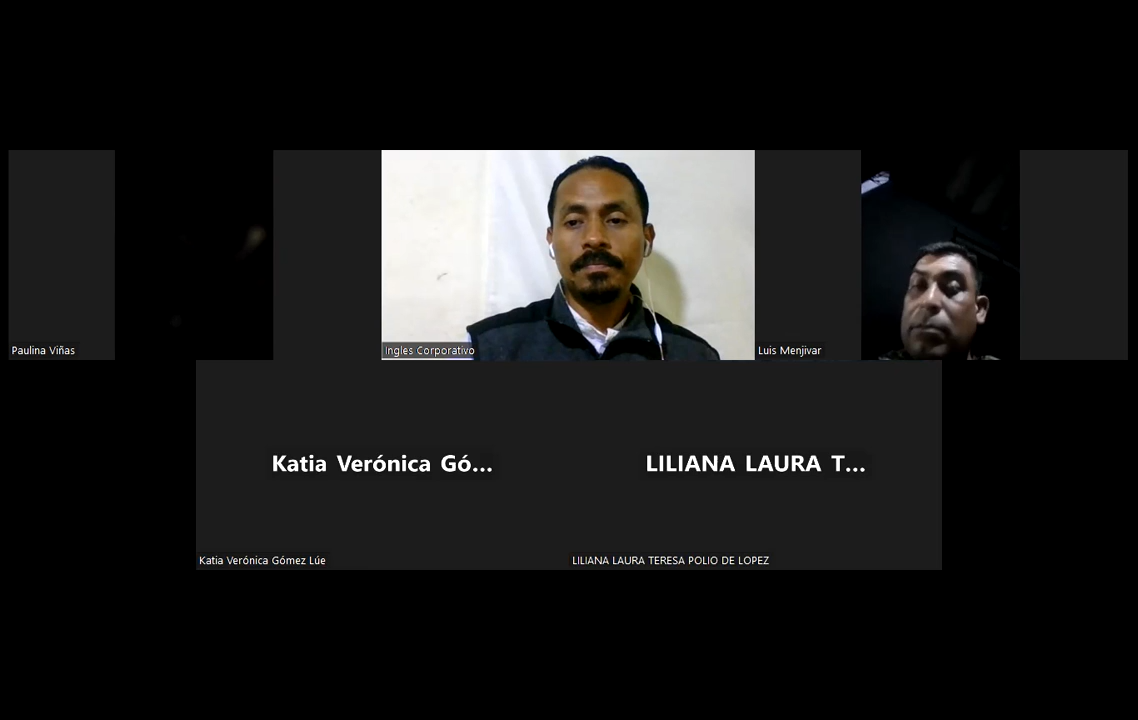 Paulina Viñas
Ingles Corporativo
Luis Menjivar
Katia Verónica Gó...
LILIANA LAURA T...
Katia Verónica Gómez Lúe
LILIANA LAURA TERESA POLIO DE LOPEZ